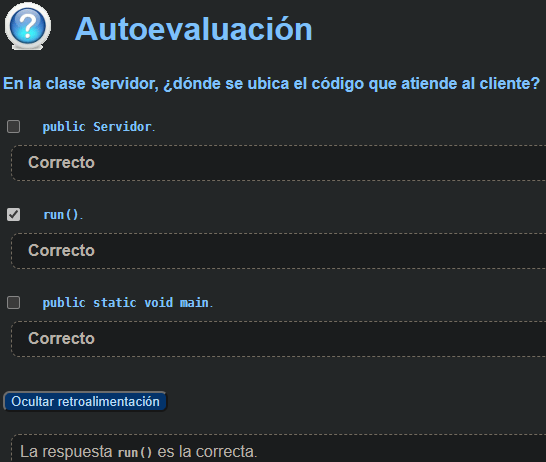 Autoevaluación
En la clase Servidor, ¿dónde se ubica el código que atiende al cliente?
public Servidor.
Correcto
run().
Correcto
public static void main.
Correcto
Ocultar retroalimentación
La respuesta run() es la correcta.